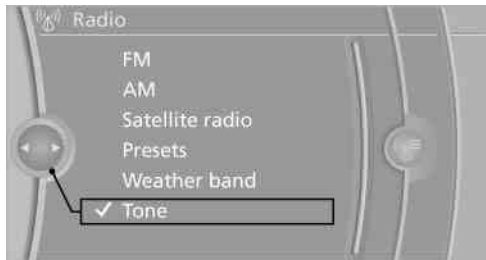 Radio
FM
AM
Satellite radio
Presets
Weather band
✓ Tone